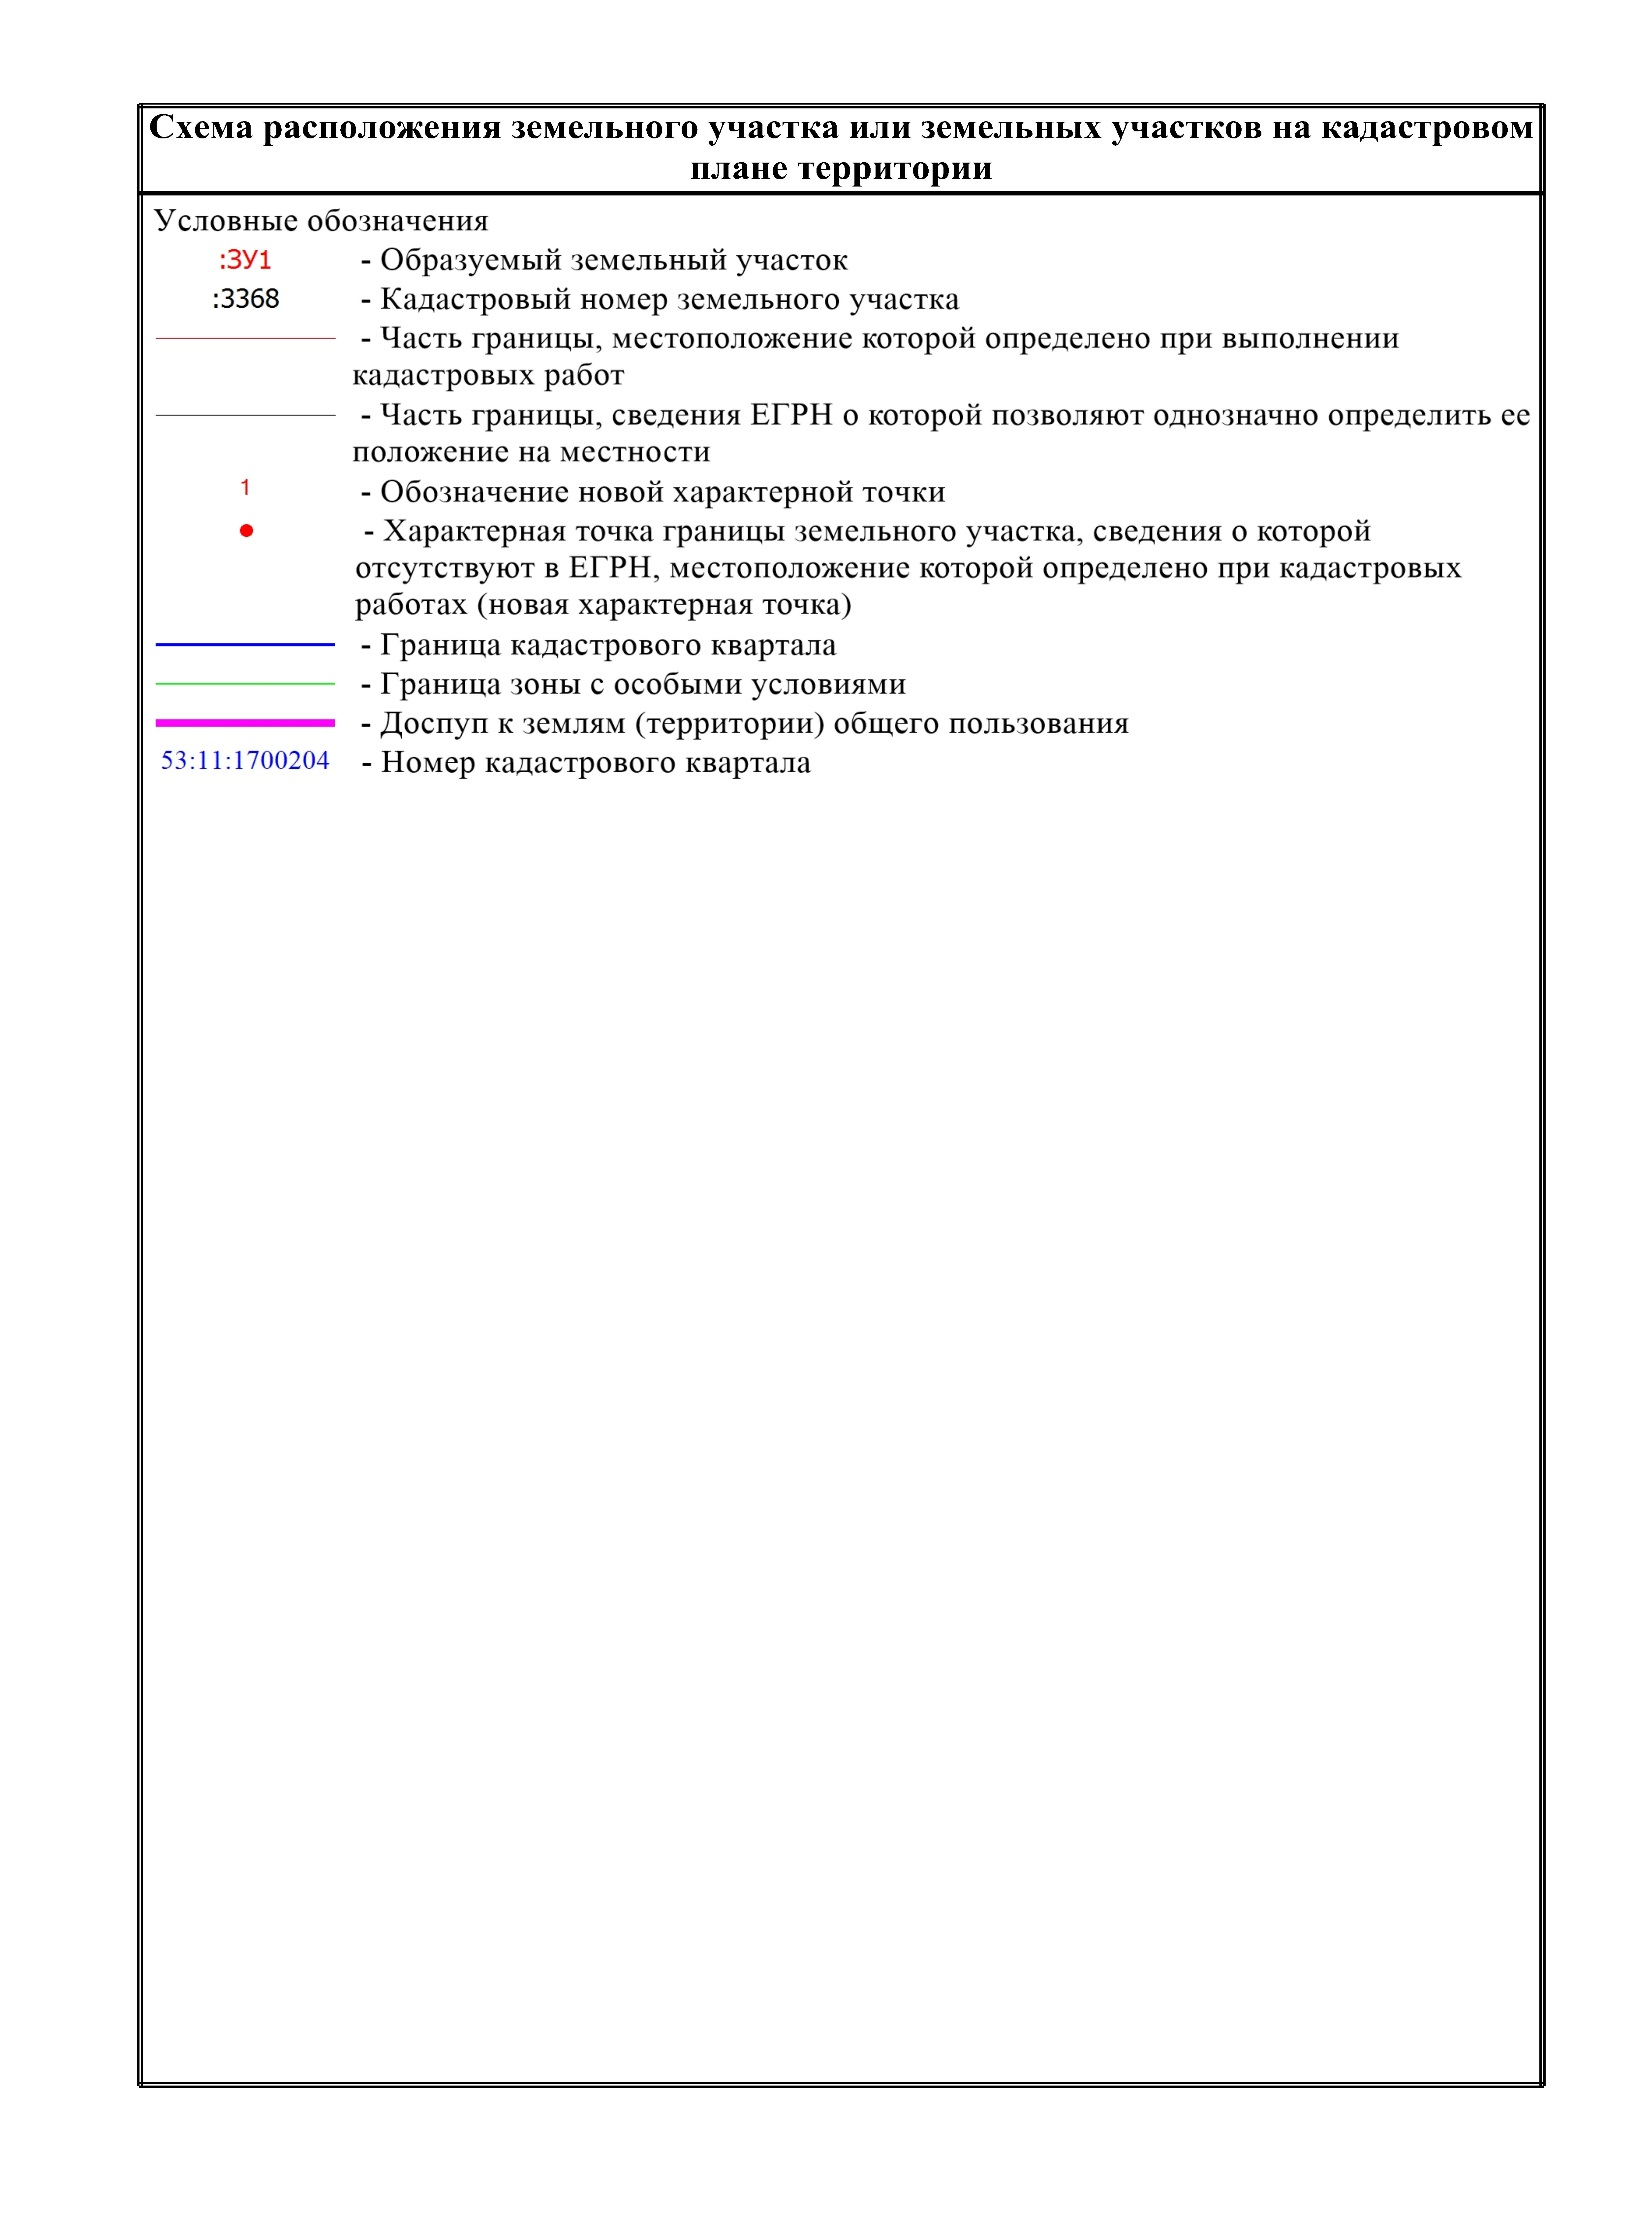 Схема расположения земельного участка или земельных участков на кадастровом
плане территории
Условные обозначения
:ЗУ1 - Образуемый земельный участок
:3368 - Кадастровый номер земельного участка
- Часть границы, местоположение которой определено при выполнении
кадастровых работ
- Часть границы, сведения ЕГРН о которой позволяют однозначно определить ее
положение на местности
1 - Обозначение новой характерной точки
- Характерная точка границы земельного участка, сведения о которой
отсутствуют в ЕГРН, местоположение которой определено при кадастровых
работах (новая характерная точка)
- Граница кадастрового квартала
- Граница зоны с особыми условиями
- Доспуп к землям (территории) общего пользования
53:11:1700204 - Номер кадастрового квартала